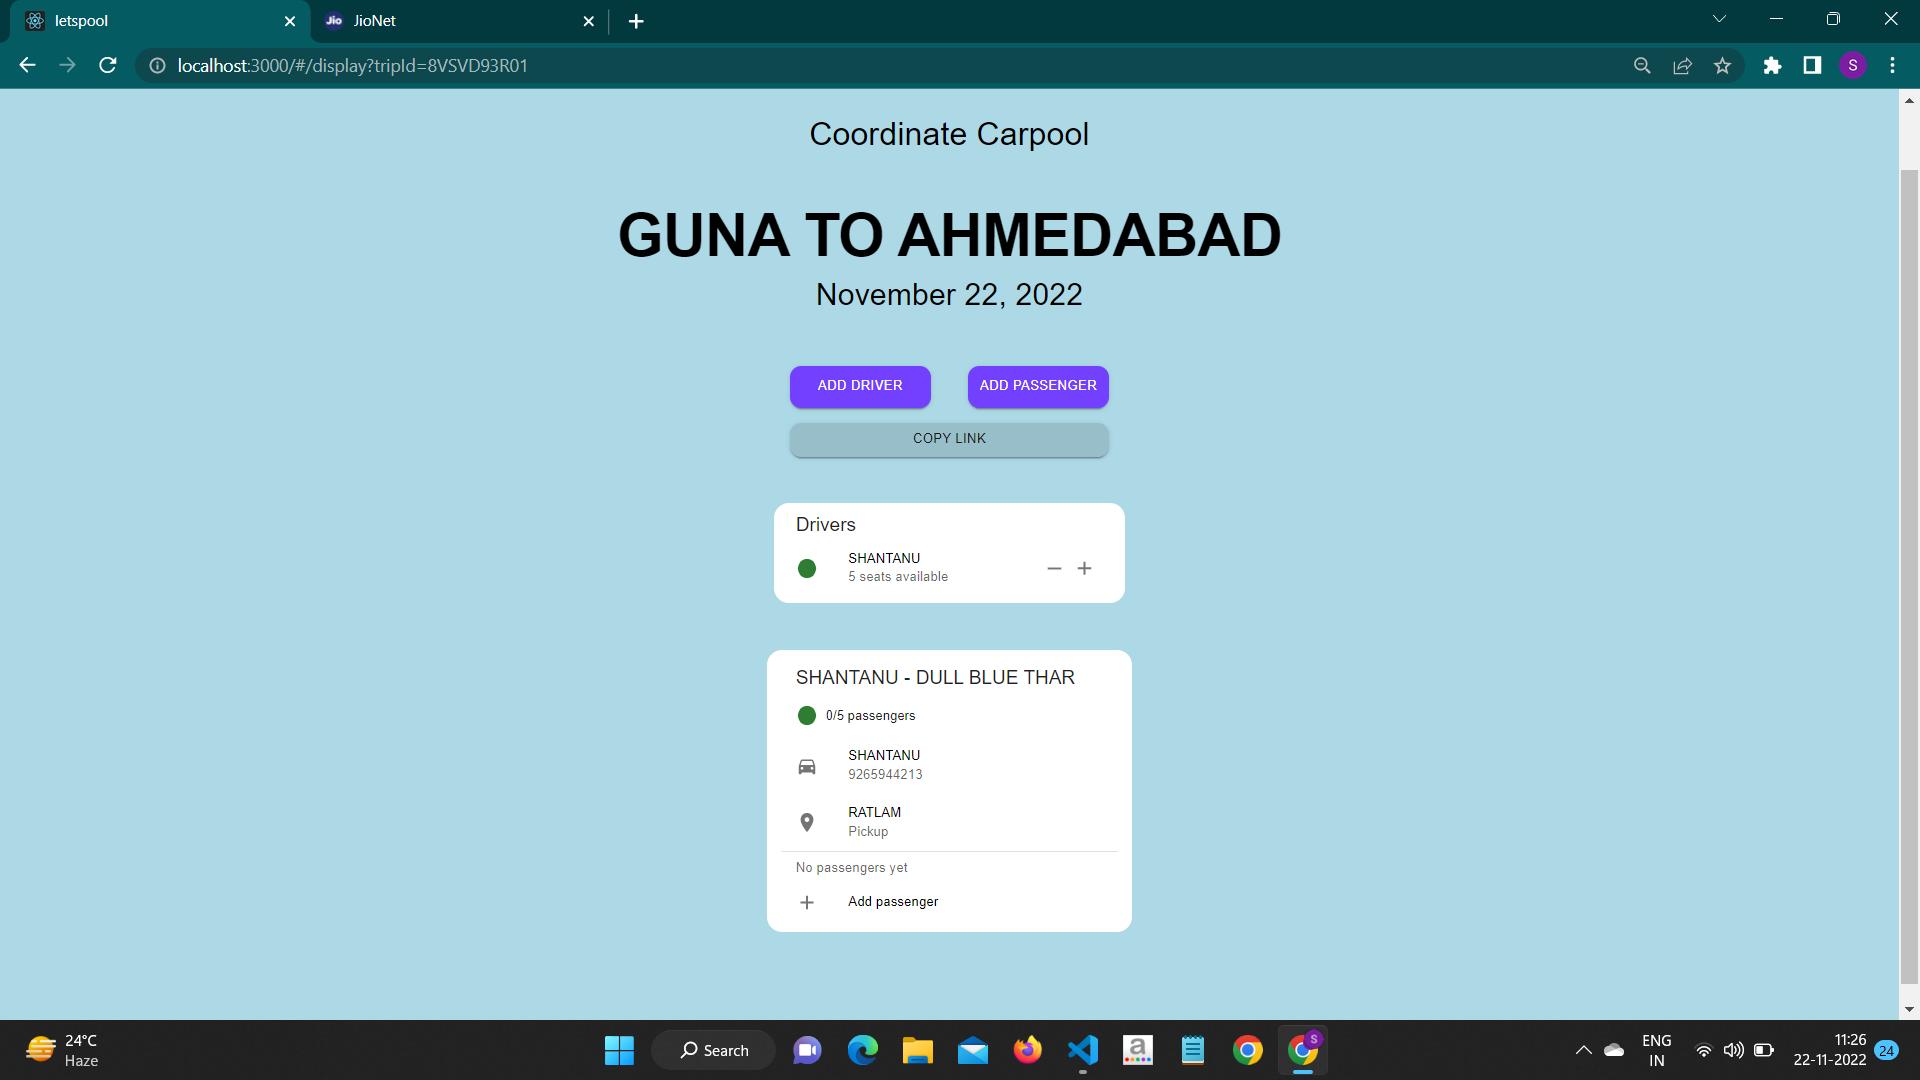 letspool
Jio JioNet
localhost:3000/#/display?tripId=8VSVD93R01
S
Coordinate Carpool
GUNA TO AHMEDABAD
November 22, 2022
ADD DRIVER
ADD PASSENGER
COPY LINK
Drivers
SHANTANU
5 seats available
SHANTANU - DULL BLUE THAR
0/5 passengers
SHANTANU
9265944213
RATLAM
Pickup
No passengers yet
Add passenger
24°C
Haze
Search
a
S
ENG
IN
11:26
22-11-2022
24